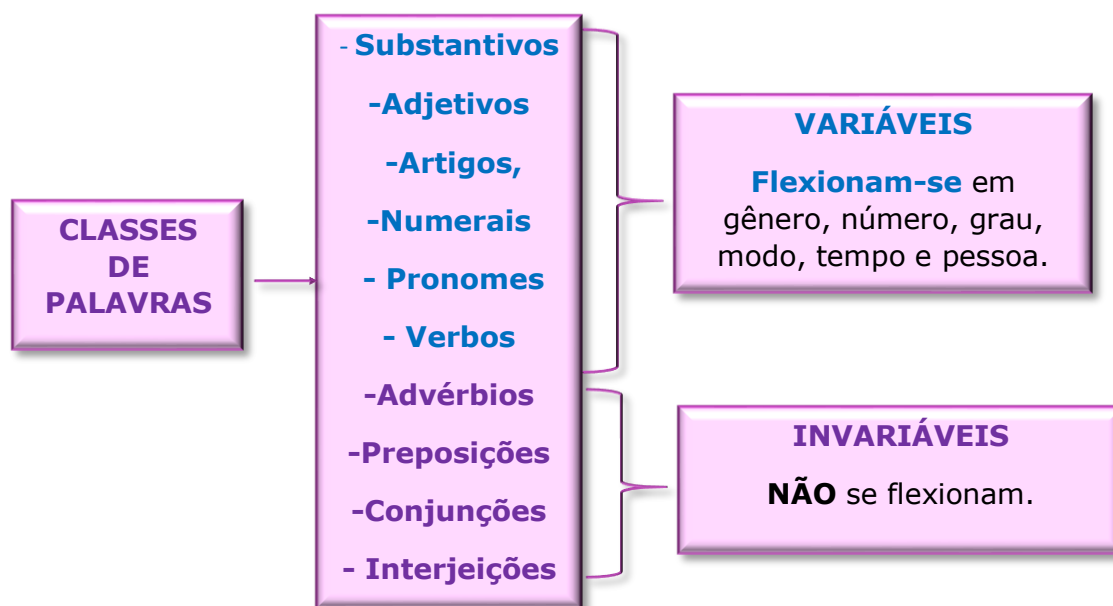 CLASSES
DE
PALAVRAS
- Substantivos
-Adjetivos
-Artigos,
-Numerais
- Pronomes
- Verbos
-Advérbios
-Preposições
-Conjunções
- Interjeições
VARIÁVEIS
Flexionam-se em
gênero, número, grau,
modo, tempo e pessoa.
INVARIÁVEIS
NÃO se flexionam.